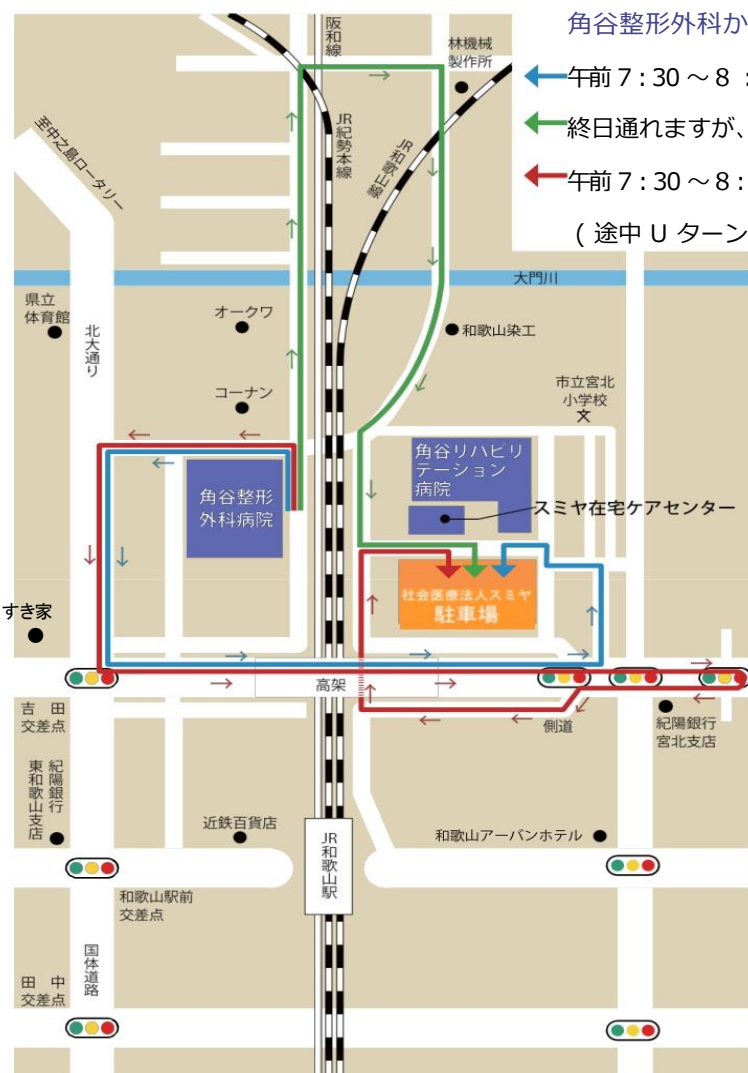 角谷整形外科か
午前 7 : 30 ～ 8 :
終日通れますが、
午前 7 : 30 ～ 8 :
( 途中 U ターン
阪和線
林機械
製作所
JR紀勢本線
JR和歌山線
至中之島ロータリー
大門川
県立
体育館
北大通り
オークワ
和歌山染工
コーナン
市立宮北
小学校
文
角谷リハビリ
テーション
病院
角谷整形
外科病院
スミヤ在宅ケアセンター
社会医療法人スミヤ
駐車場
すき家
高架
吉田
交差点
側道
紀陽銀行
宮北支店
紀陽銀行
東和歌山支店
近鉄百貨店
JR和歌山駅
和歌山アーバンホテル
和歌山駅前
交差点
国体道路
田中
交差点